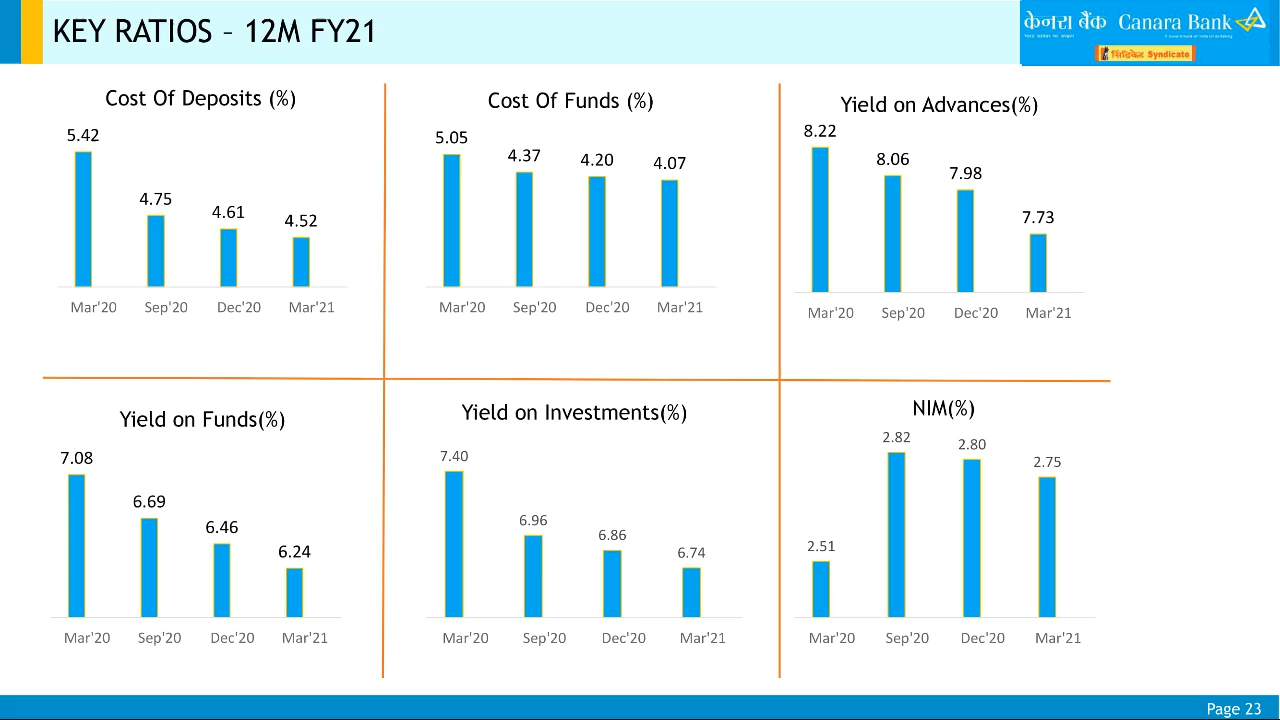 KEY RATIOS – 12M FY21
केनरा बैंक Canara Bank
सिंडिकेट Syndicate
Cost Of Deposits (%)
5.42
4.75
4.61
4.52
Mar'20 Sep'20 Dec'20 Mar'21
Cost Of Funds (%)
5.05
4.37
4.20
4.07
Mar'20 Sep'20 Dec'20 Mar'21
Yield on Advances(%)
8.22
8.06
7.98
7.73
Mar'20 Sep'20 Dec'20 Mar'21
Yield on Funds(%)
7.08
6.69
6.46
6.24
Mar'20 Sep'20 Dec'20 Mar'21
Yield on Investments(%)
7.40
6.96
6.86
6.74
Mar'20 Sep'20 Dec'20 Mar'21
NIM(%)
2.51
2.82
2.80
2.75
Mar'20 Sep'20 Dec'20 Mar'21
Page 23